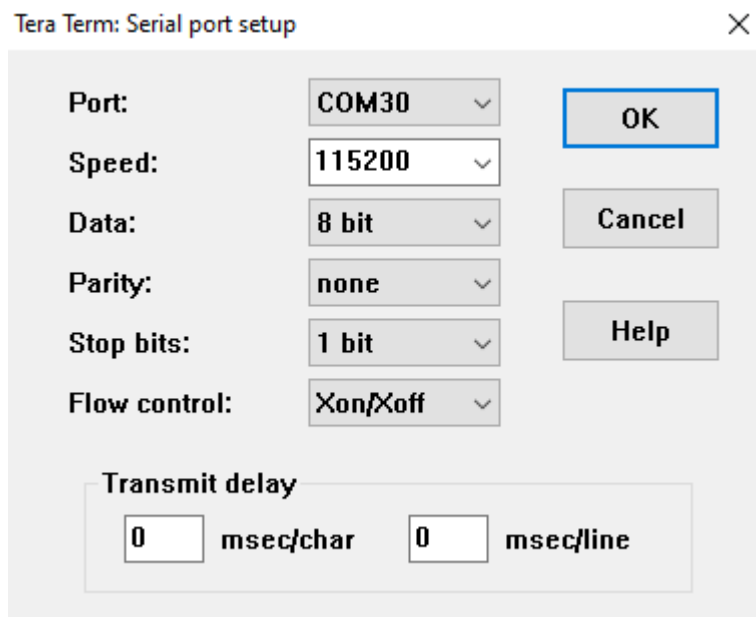 Tera Term: Serial port setup
Port: COM30 OK
Speed: 115200
Data: 8 bit Cancel
Parity: none
Stop bits: 1 bit Help
Flow control: Xon/Xoff
Transmit delay
0 msec/char 0 msec/line